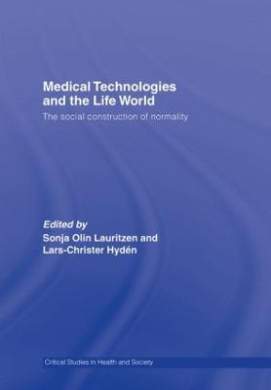 Medical Technologies
and the Life World
The social construction of normality
Edited by
Sonja Olin Lauritzen and
Lars-Christer Hydén
Critical Studies in Health and Society